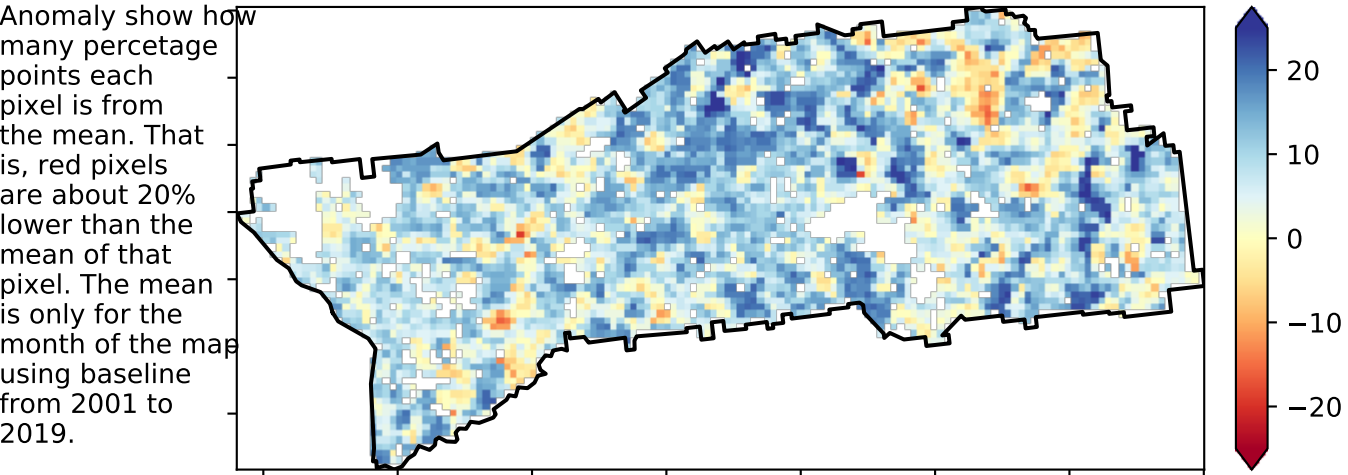 Anomaly show how
many percetage
points each
pixel is from
the mean. That
is, red pixels
are about 20%
lower than the
mean of that
pixel. The mean
is only for the
month of the map
using baseline
from 2001 to
2019.
20
10
0
−10
−20